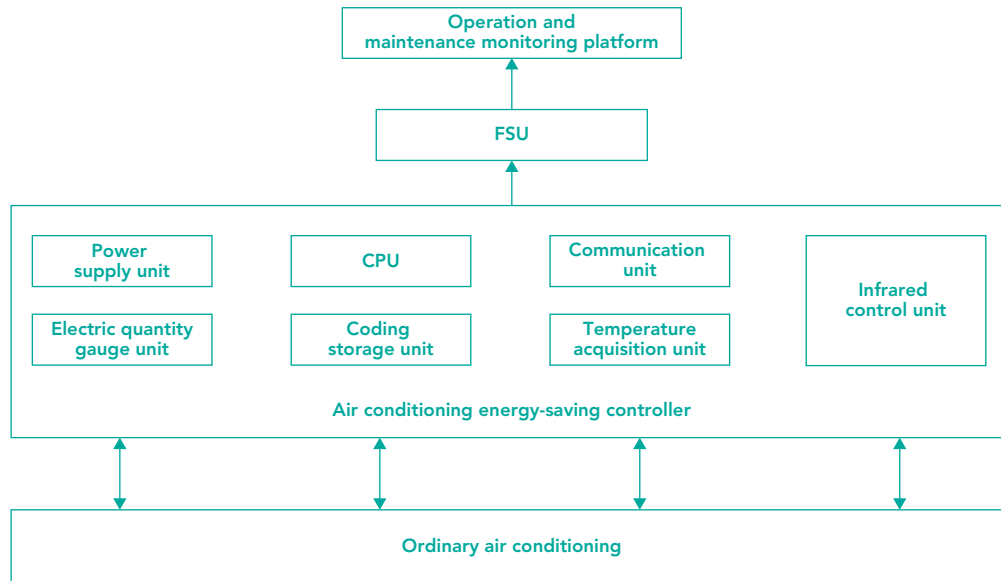 Operation and
maintenance monitoring platform
FSU
Power
supply unit
CPU
Communication
unit
Infrared
control unit
Electric quantity
gauge unit
Coding
storage unit
Temperature
acquisition unit
Air conditioning energy-saving controller
Ordinary air conditioning